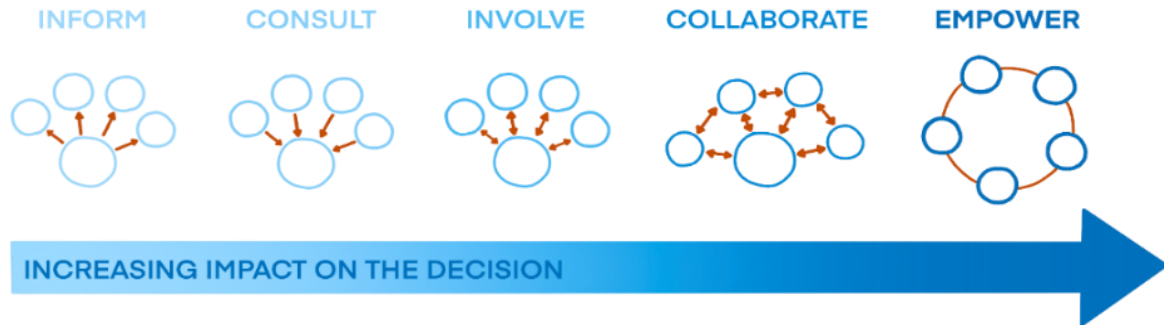 INFORM CONSULT INVOLVE COLLABORATE EMPOWER
INCREASING IMPACT ON THE DECISION